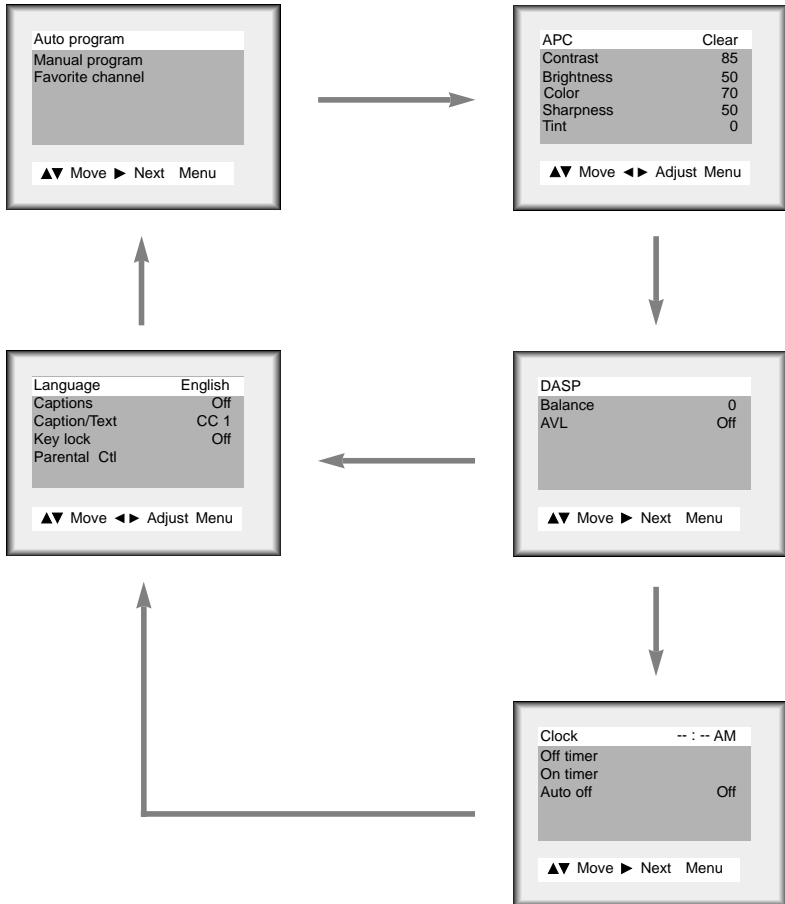 Auto program
Manual program
Favorite channel
▲▼ Move ► Next Menu
APC Clear
Contrast 85
Brightness 50
Color 70
Sharpness 50
Tint 0
▲▼ Move ◄► Adjust Menu
Language English
Captions Off
Caption/Text CC 1
Key lock Off
Parental Ctl
▲▼ Move ◄► Adjust Menu
DASP
Balance 0
AVL Off
▲▼ Move ► Next Menu
Clock -- : -- AM
Off timer
On timer
Auto off Off
▲▼ Move ► Next Menu